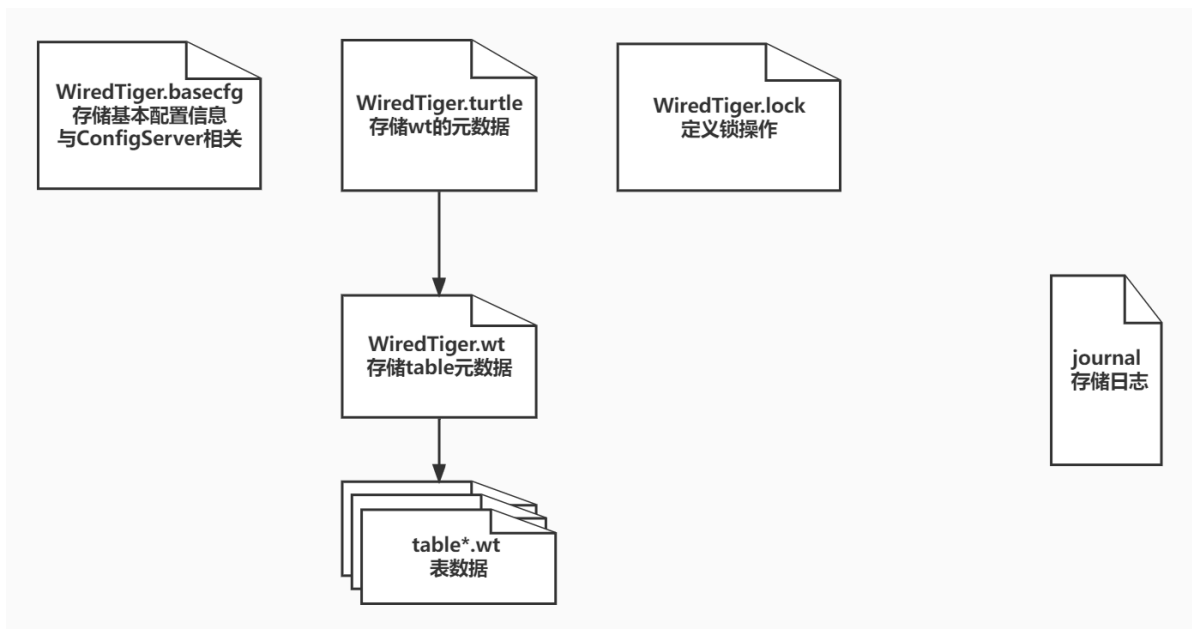 WiredTiger.basecfg
存储基本配置信息
与ConfigServer相关
WiredTiger.turtle
存储wt的元数据
WiredTiger.lock
定义锁操作
WiredTiger.wt
存储table元数据
journal
存储日志
table*.wt
表数据